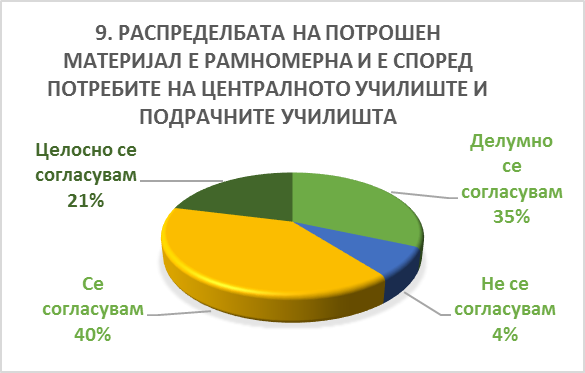 9. РАСПРЕДЕЛБАТА НА ПОТРОШЕН
МАТЕРИЈАЛ Е РАМНОМЕРНА И Е СПОРЕД
ПОТРЕБИТЕ НА ЦЕНТРАЛНОТО УЧИЛИШТЕ И
ПОДРАЧНИТЕ УЧИЛИШТА
Целосно се
согласувам
21%
Делумно
се
согласувам
35%
Се
согласувам
40%
Не се
согласувам
4%